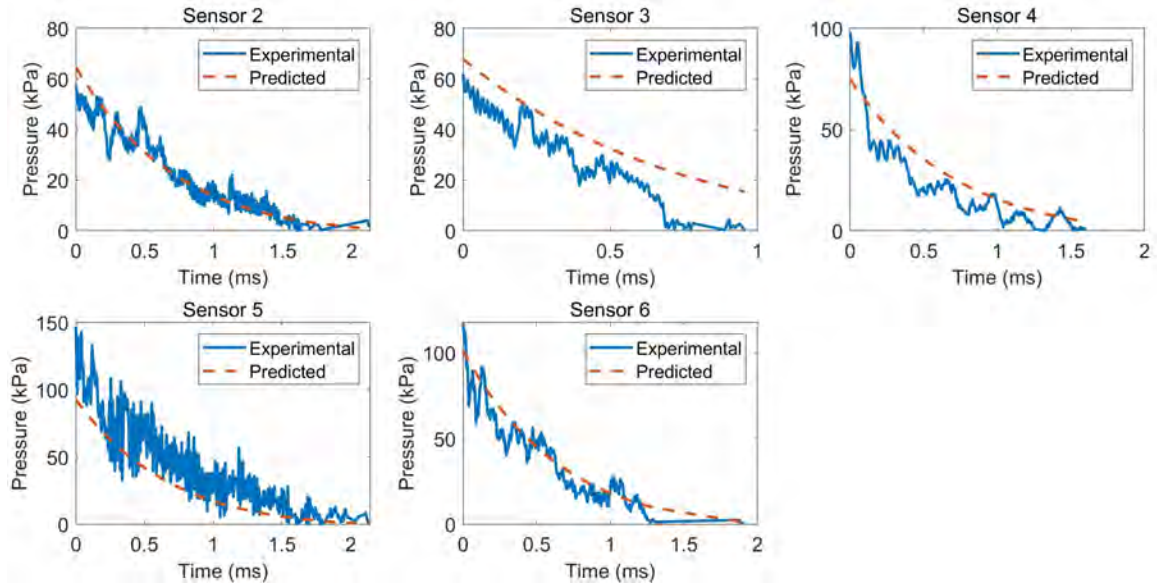 Sensor 2
80
60
40
20
0
Pressure (kPa)
0 0.5 1 1.5 2
Time (ms)
Experimental
Predicted
Sensor 3
80
60
40
20
0
Pressure (kPa)
0 0.5 1
Time (ms)
Experimental
Predicted
Sensor 4
100
50
0
Pressure (kPa)
0 0.5 1 1.5 2
Time (ms)
Experimental
Predicted
Sensor 5
150
100
50
0
Pressure (kPa)
0 0.5 1 1.5 2
Time (ms)
Experimental
Predicted
Sensor 6
100
50
0
Pressure (kPa)
0 0.5 1 1.5 2
Time (ms)
Experimental
Predicted